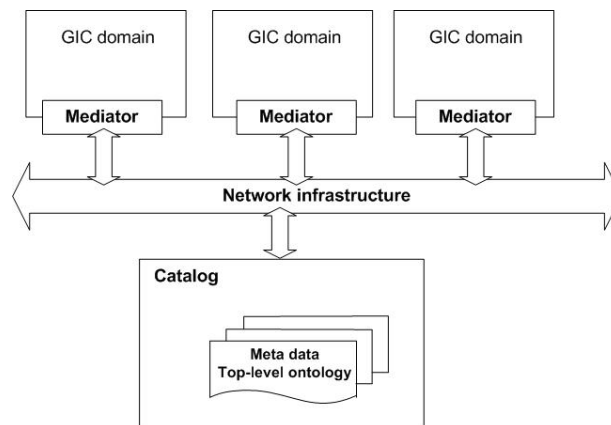 GIC domain
GIC domain
GIC domain
Mediator
Mediator
Mediator
Network infrastructure
Catalog
Meta data
Top-level ontology